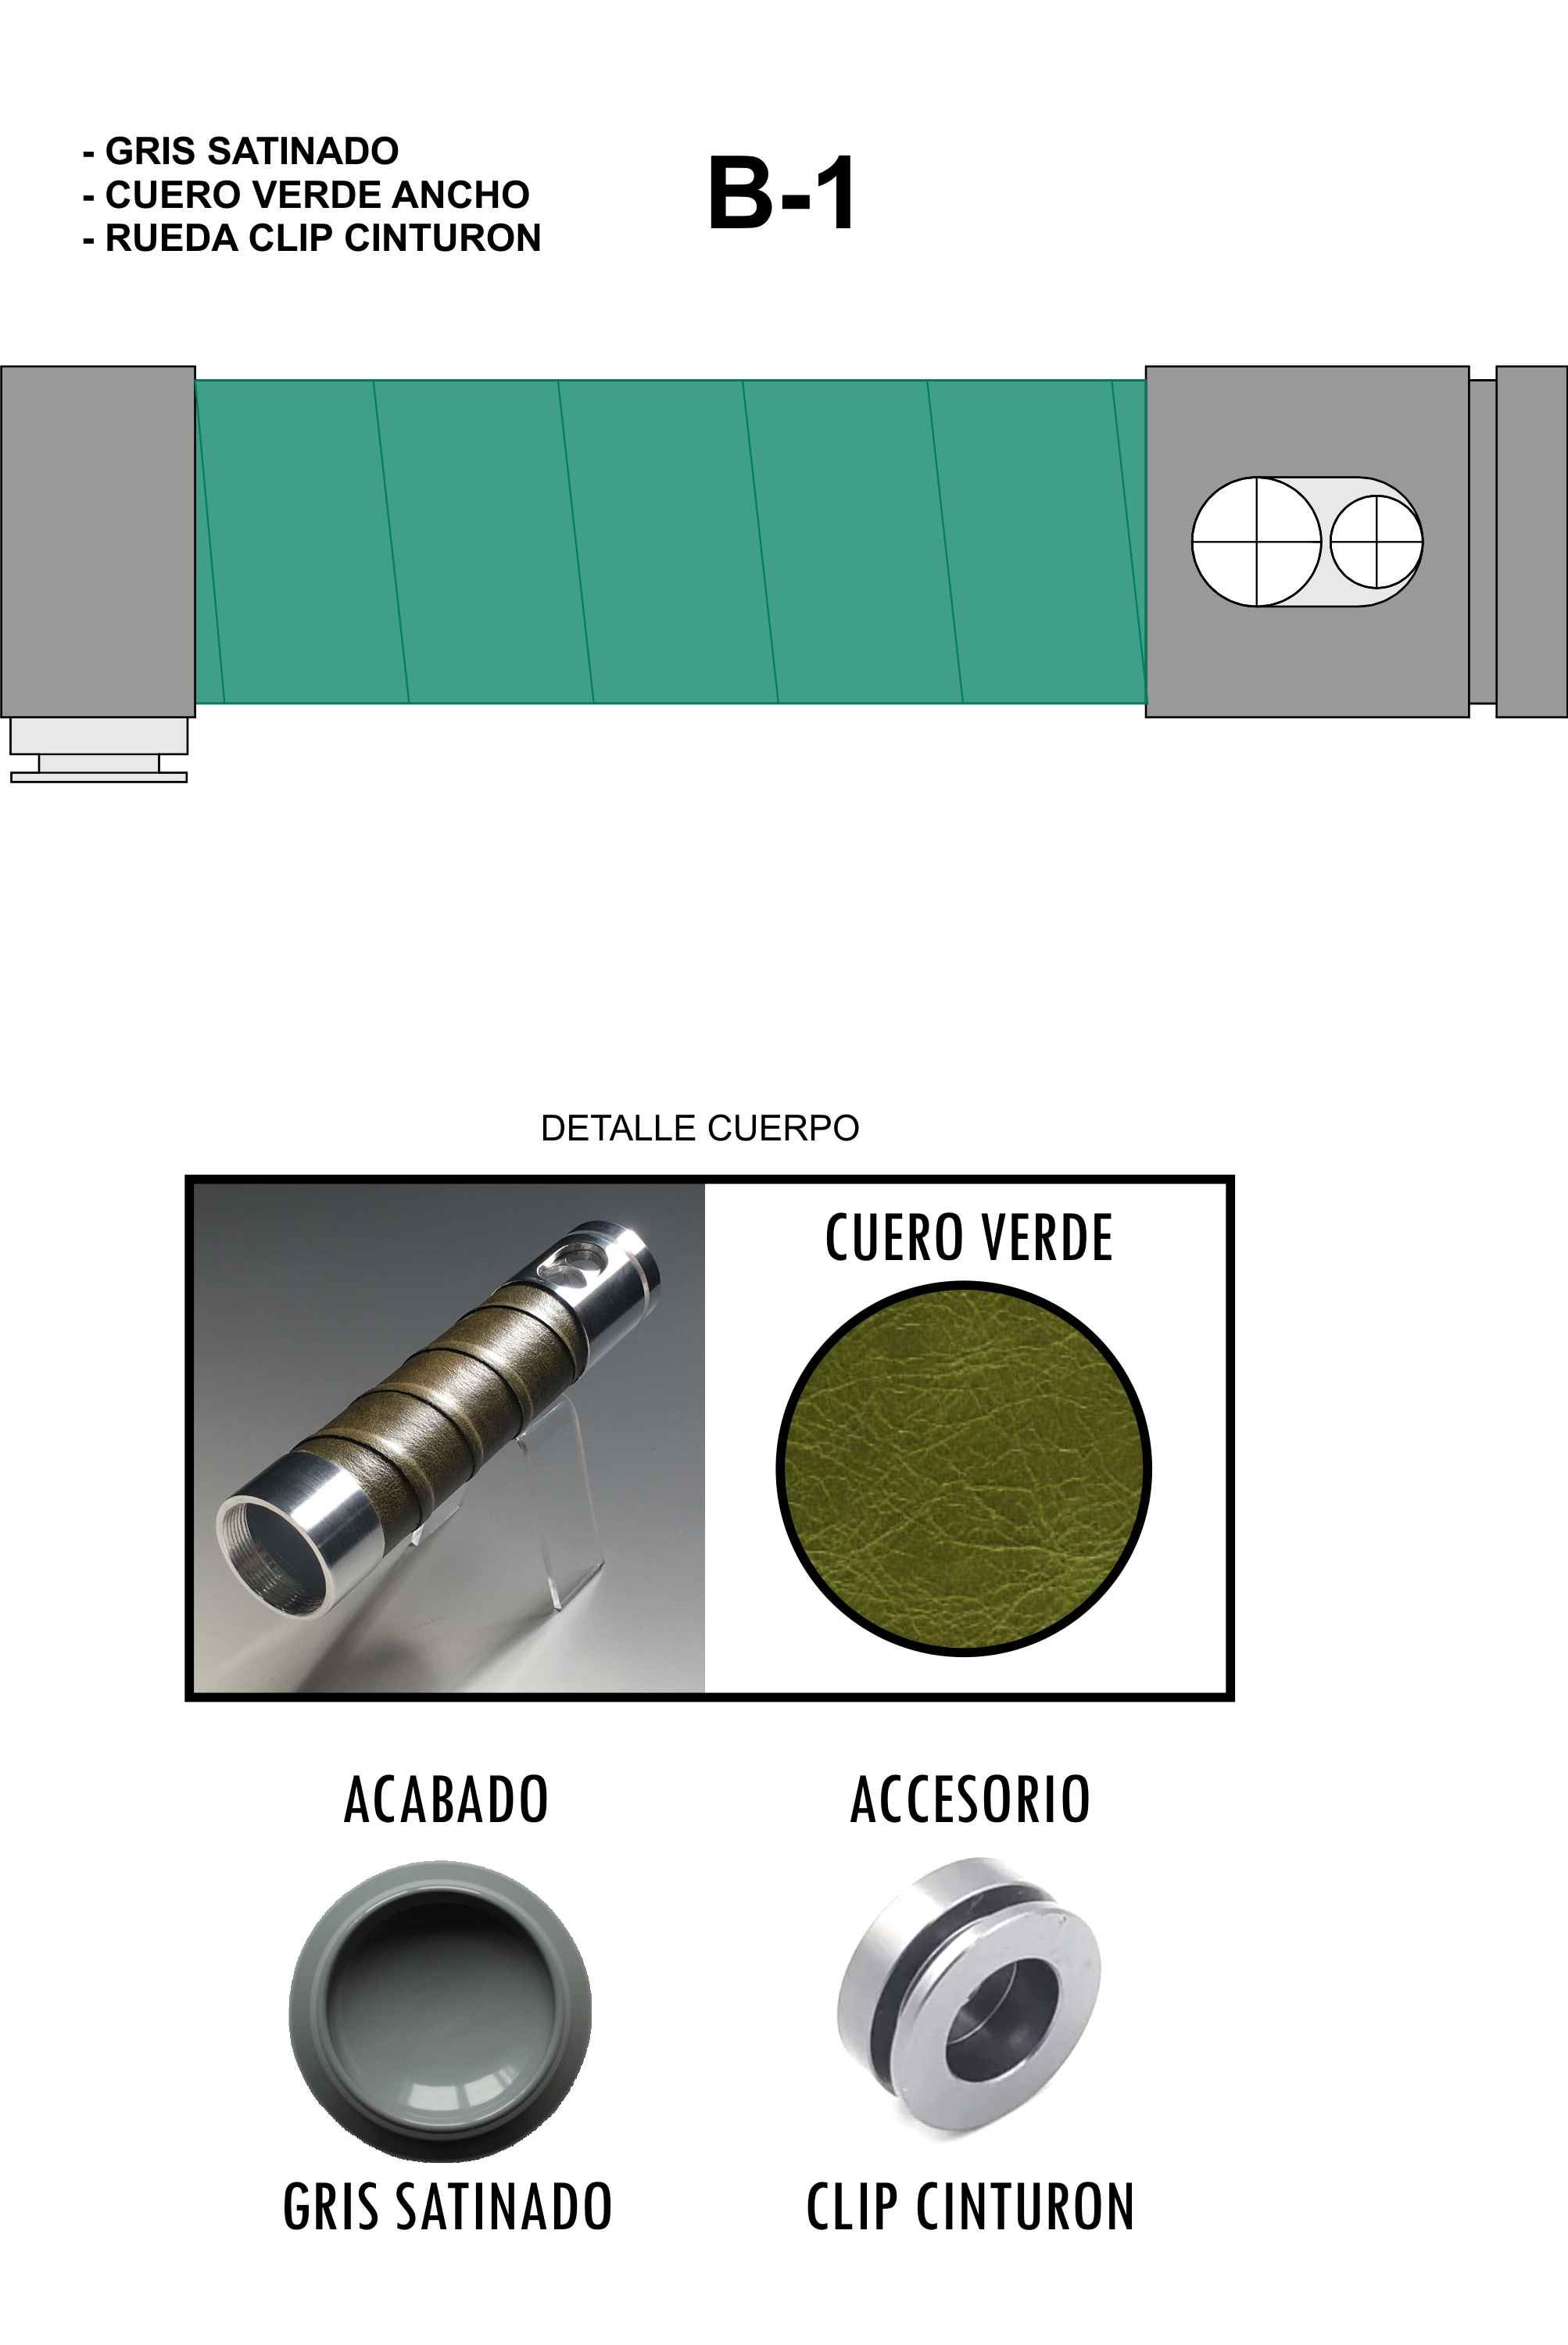 - GRIS SATINADO
- CUERO VERDE ANCHO
- RUEDA CLIP CINTURON
B-1
DETALLE CUERPO
CUERO VERDE
ACABADO
ACCESORIO
GRIS SATINADO
CLIP CINTURON